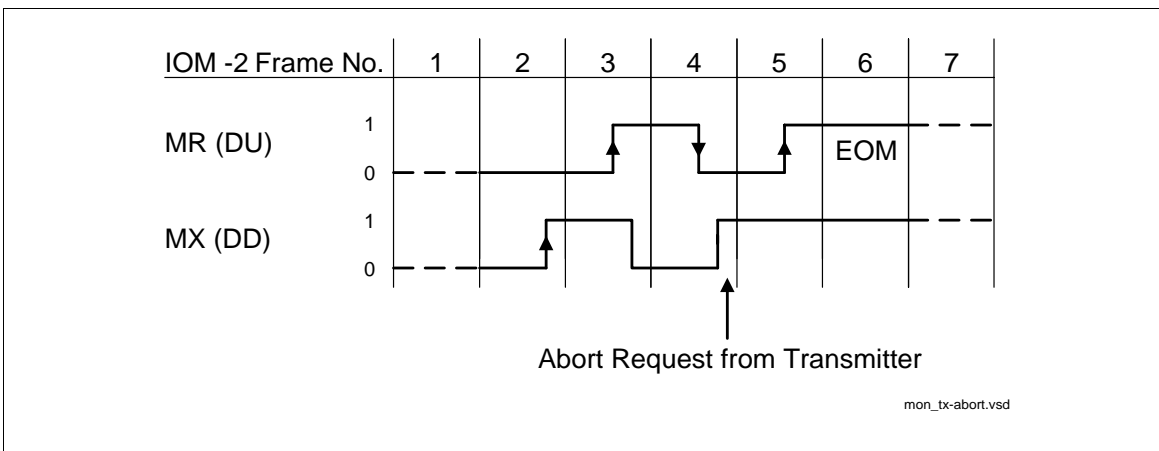 IOM -2 Frame No. 1 2 3 4 5 6 7
MR (DU)
1
0
EOM
MX (DD)
1
0
Abort Request from Transmitter
mon_tx-abort.vsd